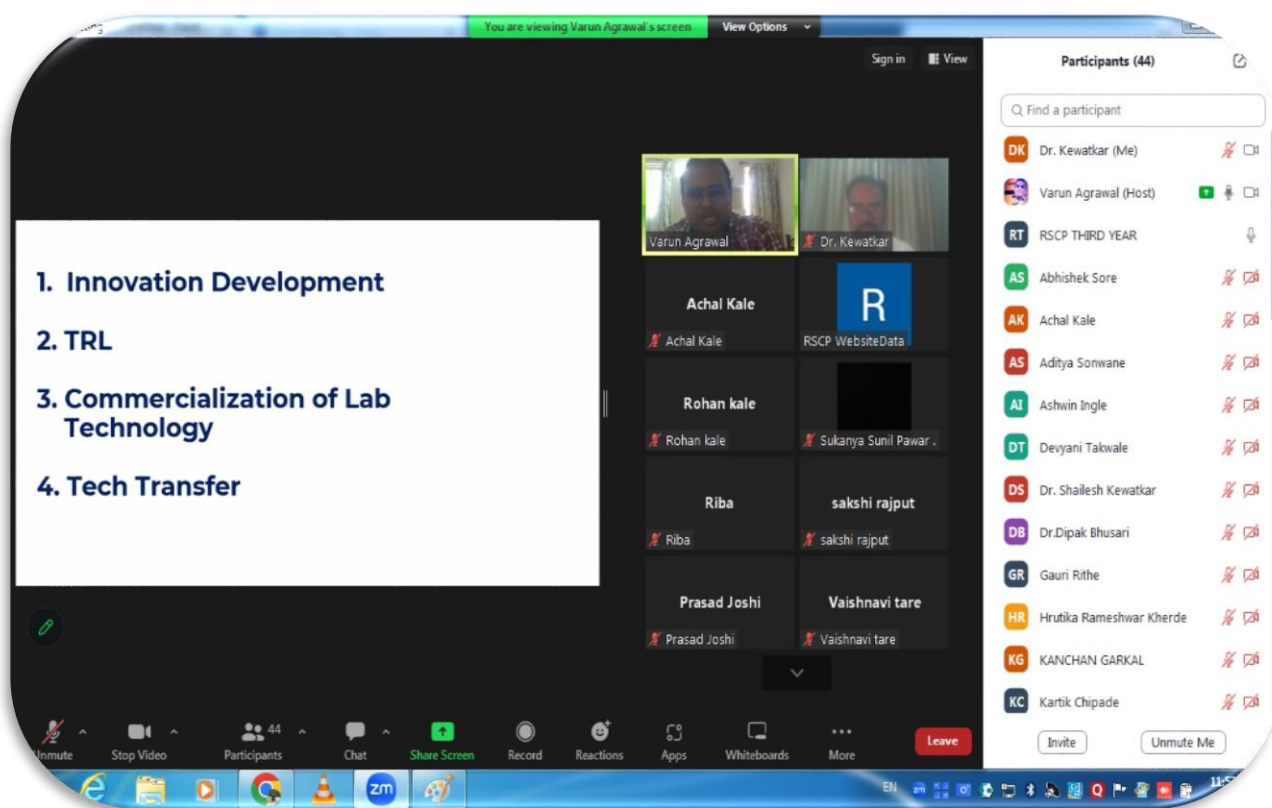 You are viewing Varun Agrawal's screen View Options
Sign in View
1. Innovation Development
2. TRL
3. Commercialization of Lab
Technology
4. Tech Transfer
Varun Agrawal
Dr. Kewatkar
Achal Kale
Achal Kale
R
RSCP WebsiteData
Rohan kale
Rohan kale
Sukanya Sunil Pawar .
Riba
Riba
sakshi rajput
sakshi rajput
Prasad Joshi
Prasad Joshi
Vaishnavi tare
Vaishnavi tare
Participants (44)
Find a participant
DK Dr. Kewatkar (Me)
Varun Agrawal (Host)
RT RSCP THIRD YEAR
AS Abhishek Sore
AK Achal Kale
AS Aditya Sonwane
AI Ashwin Ingle
DT Devyani Takwale
DS Dr. Shailesh Kewatkar
DB Dr.Dipak Bhusari
GR Gauri Rithe
HR Hrutika Rameshwar Kherde
KG KANCHAN GARKAL
KC Kartik Chipade
Invite Unmute Me
44
Unmute Stop Video Participants Chat Share Screen Record Reactions Apps Whiteboards More Leave
zm EN zm Q